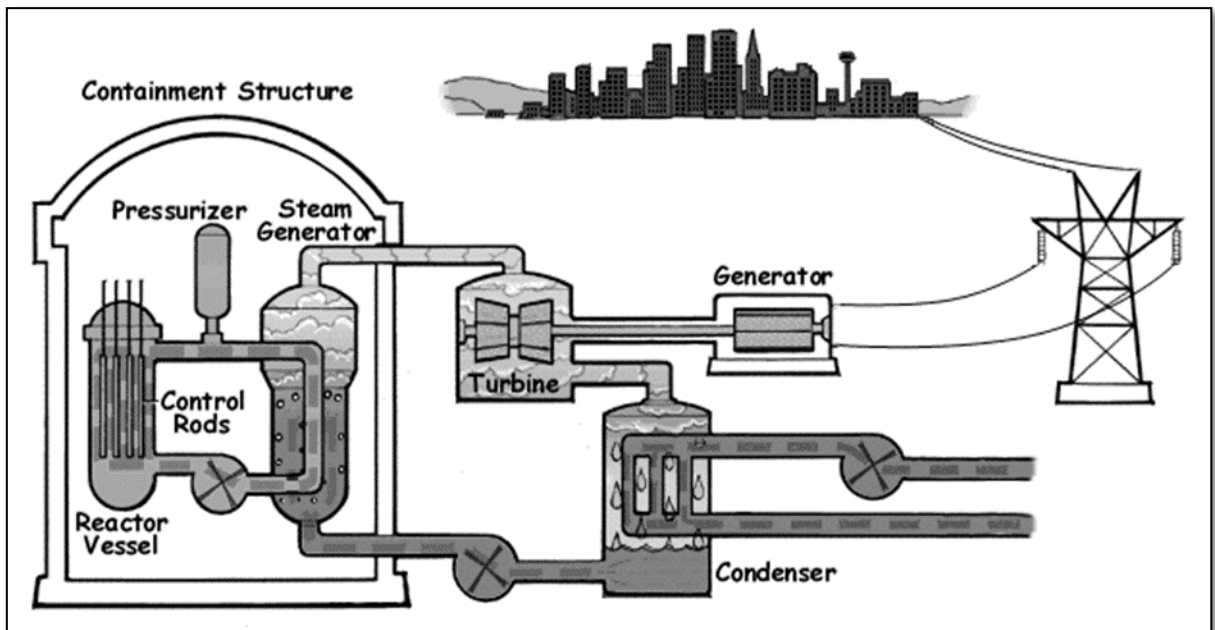 Containment Structure
Pressurizer
Steam
Generator
Generator
Turbine
Control
Rods
Reactor
Vessel
Condenser